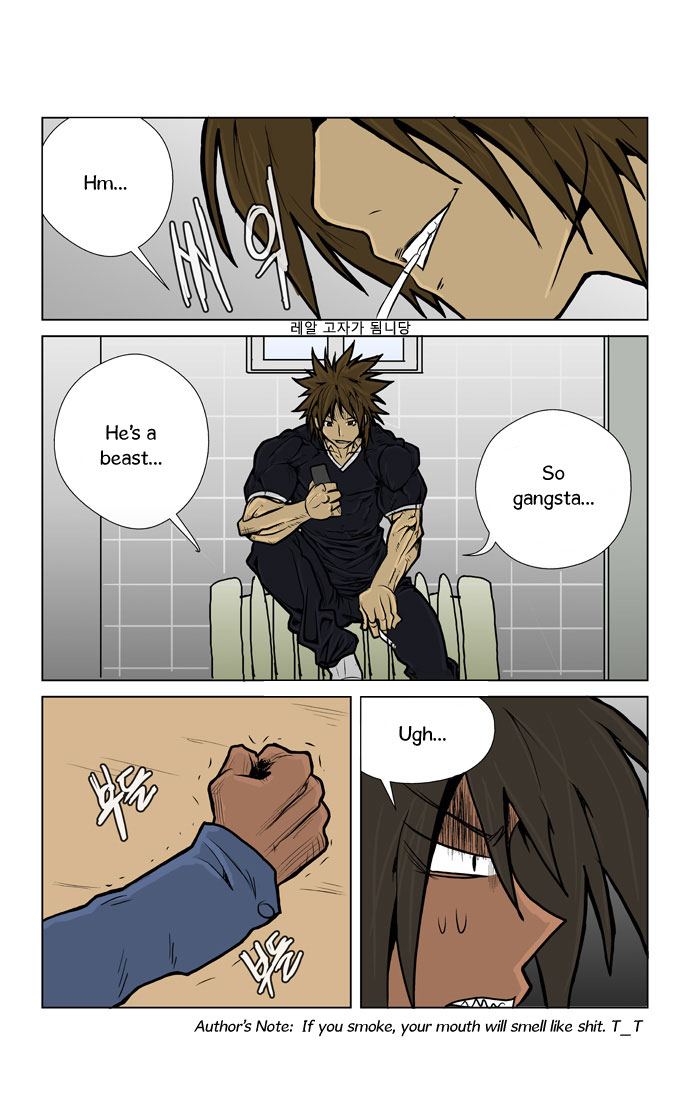 Hm...
씨 익
레알 고자가 됨니당
He's a
beast...
So
gangsta...
부들
부들
Ugh...
Author's Note: If you smoke, your mouth will smell like shit. T_T